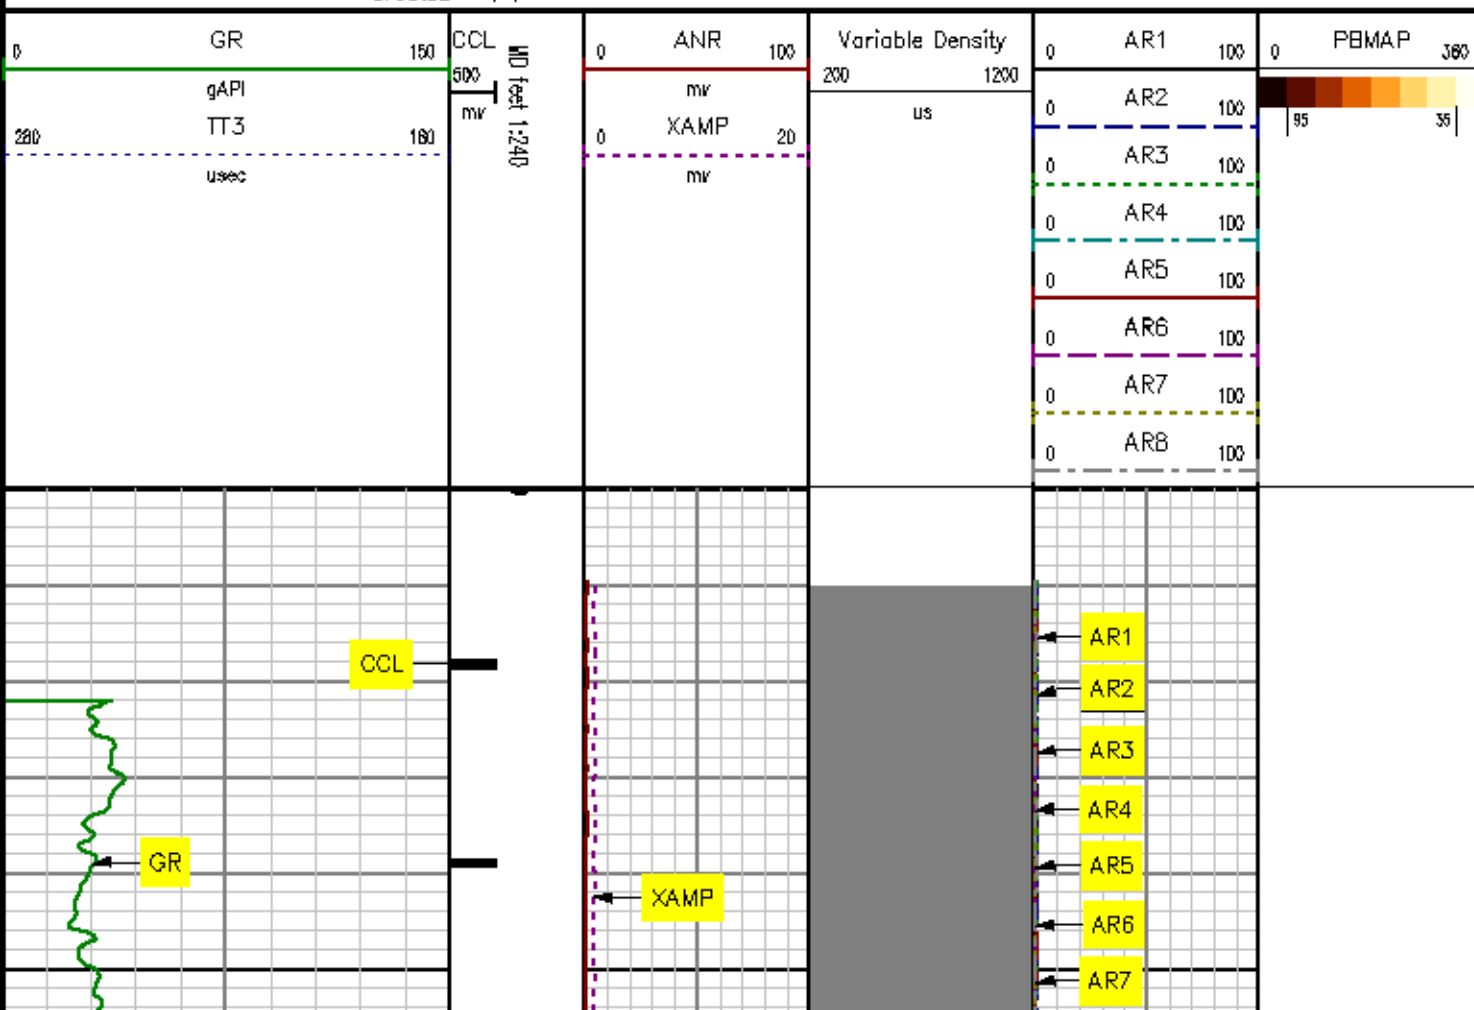 GR
0 150
gAPI
TT3
280 180
usec
CCL
500
mv
MD feet 1:240
ANR
0 100
mv
XAMP
0 20
mv
Variable Density
200 1200
us
AR1
0 100
AR2
0 100
AR3
0 100
AR4
0 100
AR5
0 100
AR6
0 100
AR7
0 100
AR8
0 100
PBMAP
0 360
95 35
CCL
GR
XAMP
AR1
AR2
AR3
AR4
AR5
AR6
AR7